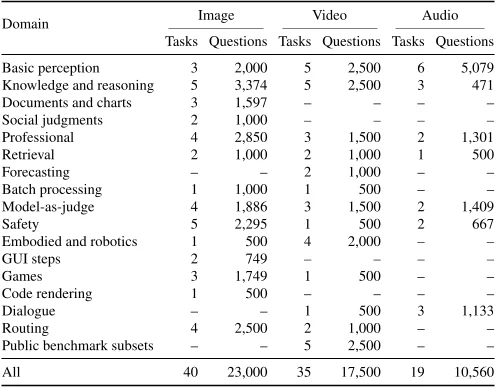 Domain Image Video Audio
Tasks Questions Tasks Questions Tasks Questions
Basic perception 3 2,000 5 2,500 6 5,079
Knowledge and reasoning 5 3,374 5 2,500 3 471
Documents and charts 3 1,597 – – – –
Social judgments 2 1,000 – – – –
Professional 4 2,850 3 1,500 2 1,301
Retrieval 2 1,000 2 1,000 1 500
Forecasting – – 2 1,000 – –
Batch processing 1 1,000 1 500 – –
Model-as-judge 4 1,886 3 1,500 2 1,409
Safety 5 2,295 1 500 2 667
Embodied and robotics 1 500 4 2,000 – –
GUI steps 2 749 – – – –
Games 3 1,749 1 500 – –
Code rendering 1 500 – – – –
Dialogue – – 1 500 3 1,133
Routing 4 2,500 2 1,000 – –
Public benchmark subsets – – 5 2,500 – –
All 40 23,000 35 17,500 19 10,560